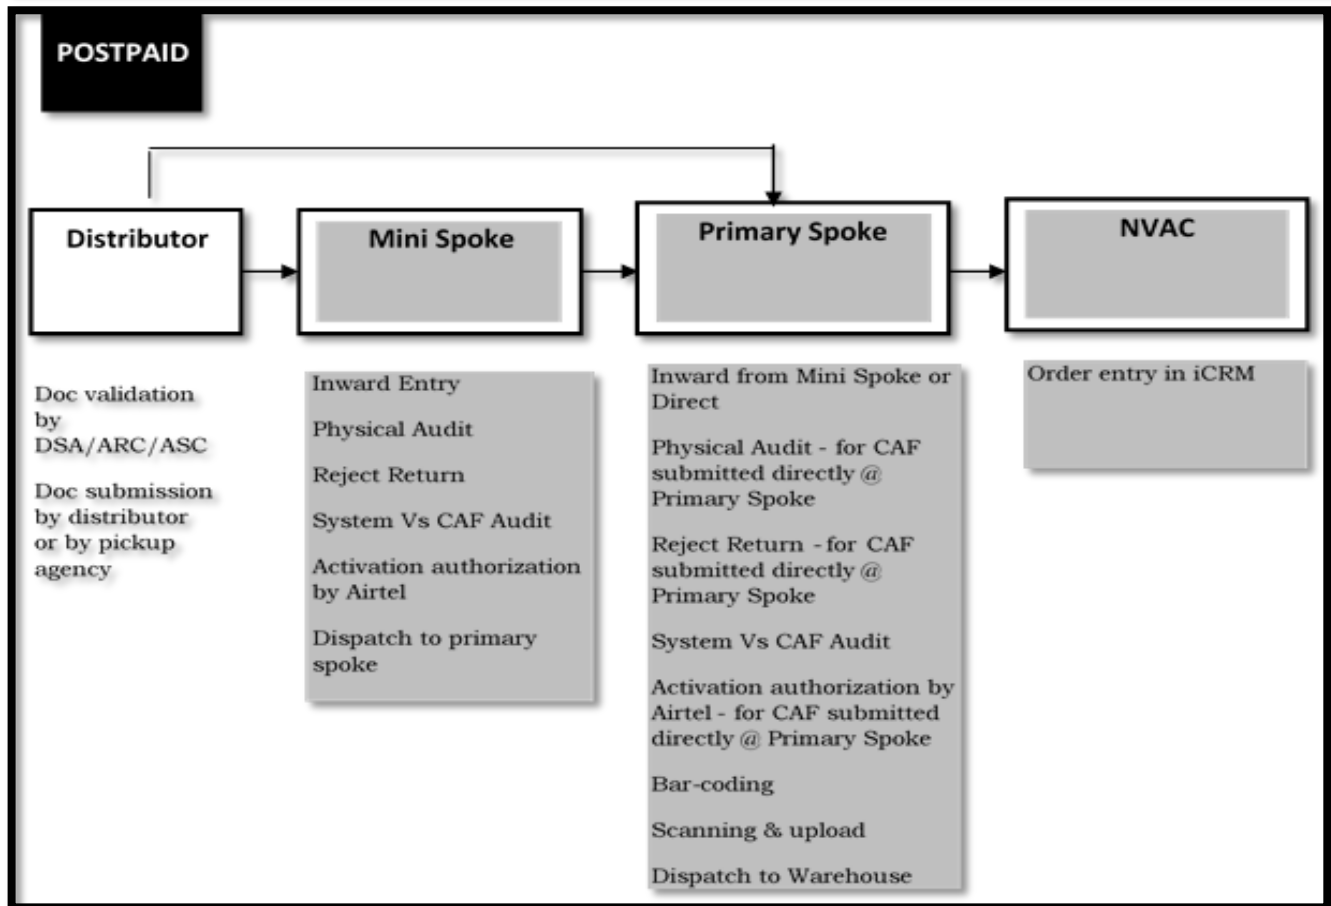 POSTPAID
Distributor
Mini Spoke
Primary Spoke
NVAC
Doc validation
by
DSA/ARC/ASC
Doc submission
by distributor
or by pickup
agency
Inward Entry
Physical Audit
Reject Return
System Vs CAF Audit
Activation authorization
by Airtel
Dispatch to primary
spoke
Inward from Mini Spoke or
Direct
Physical Audit - for CAF
submitted directly @
Primary Spoke
Reject Return - for CAF
submitted directly @
Primary Spoke
System Vs CAF Audit
Activation authorization by
Airtel - for CAF submitted
directly @ Primary Spoke
Bar-coding
Scanning & upload
Dispatch to Warehouse
Order entry in iCRM